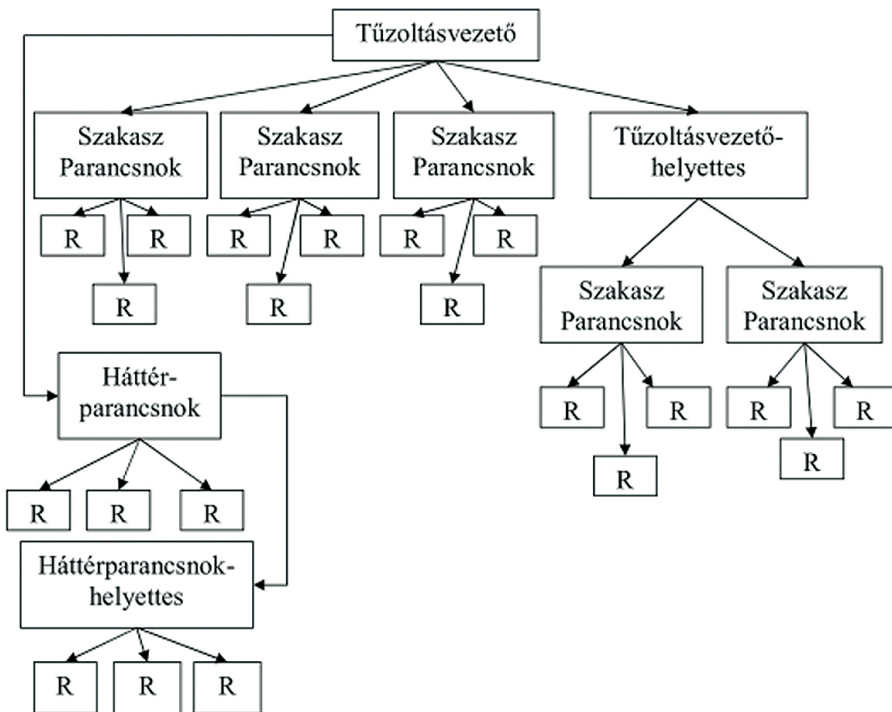 Tűzoltásvezető
Szakasz
Parancsnok
Szakasz
Parancsnok
Szakasz
Parancsnok
Tűzoltásvezető-
helyettes
R
R
R
R
R
R
R
R
R
Szakasz
Parancsnok
Szakasz
Parancsnok
R
R
R
R
R
R
Háttér-
parancsnok
R
R
R
Háttérparancsnok-
helyettes
R
R
R